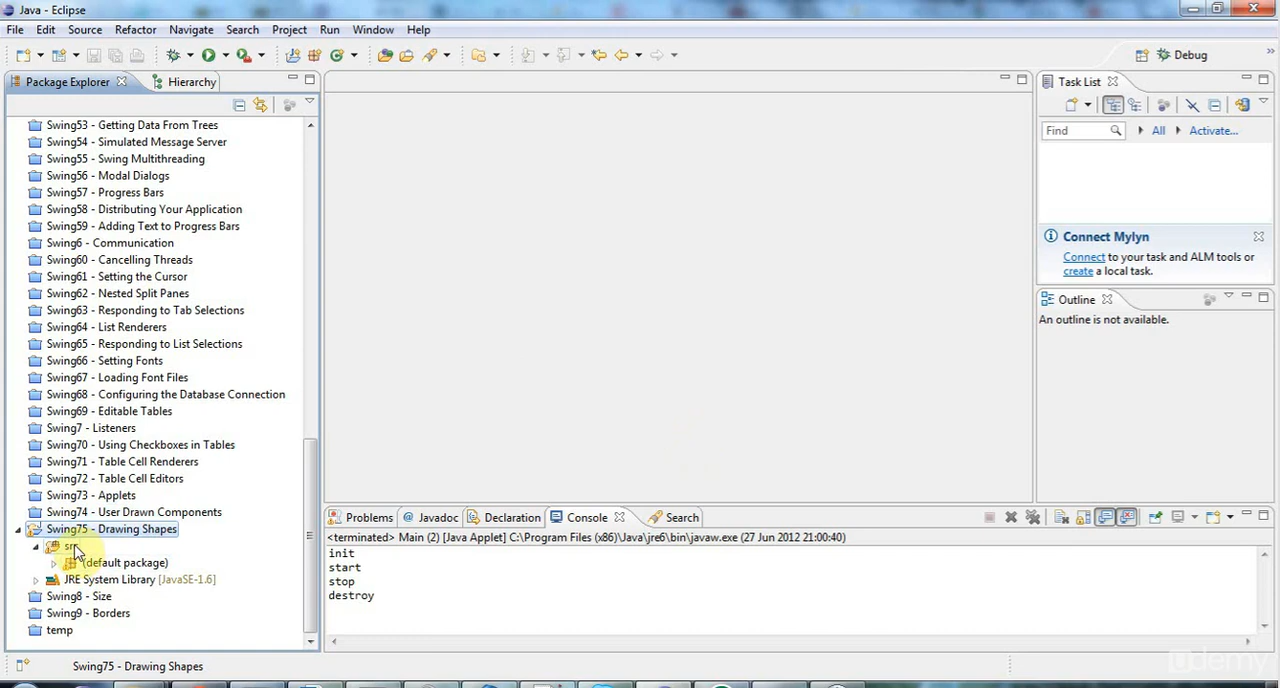 Java - Eclipse
File Edit Source Refactor Navigate Search Project Run Window Help
Debug
Package Explorer
Hierarchy
Swing53 - Getting Data From Trees
Swing54 - Simulated Message Server
Swing55 - Swing Multithreading
Swing56 - Modal Dialogs
Swing57 - Progress Bars
Swing58 - Distributing Your Application
Swing59 - Adding Text to Progress Bars
Swing6 - Communication
Swing60 - Cancelling Threads
Swing61 - Setting the Cursor
Swing62 - Nested Split Panes
Swing63 - Responding to Tab Selections
Swing64 - List Renderers
Swing65 - Responding to List Selections
Swing66 - Setting Fonts
Swing67 - Loading Font Files
Swing68 - Configuring the Database Connection
Swing69 - Editable Tables
Swing7 - Listeners
Swing70 - Using Checkboxes in Tables
Swing71 - Table Cell Renderers
Swing72 - Table Cell Editors
Swing73 - Applets
Swing74 - User Drawn Components
Swing75 - Drawing Shapes
(default package)
JRE System Library [JavaSE-1.6]
Swing8 - Size
Swing9 - Borders
temp
Task List
Find All Activate...
Connect Mylyn
Connect to your task and ALM tools or
create a local task.
Outline
An outline is not available.
Problems Javadoc Declaration Console Search
<terminated> Main (2) [Java Applet] C:\Program Files (x86)\Java\jre6\bin\javaw.exe (27 Jun 2012 21:00:40)
init
start
stop
destroy
Swing75 - Drawing Shapes
udemy